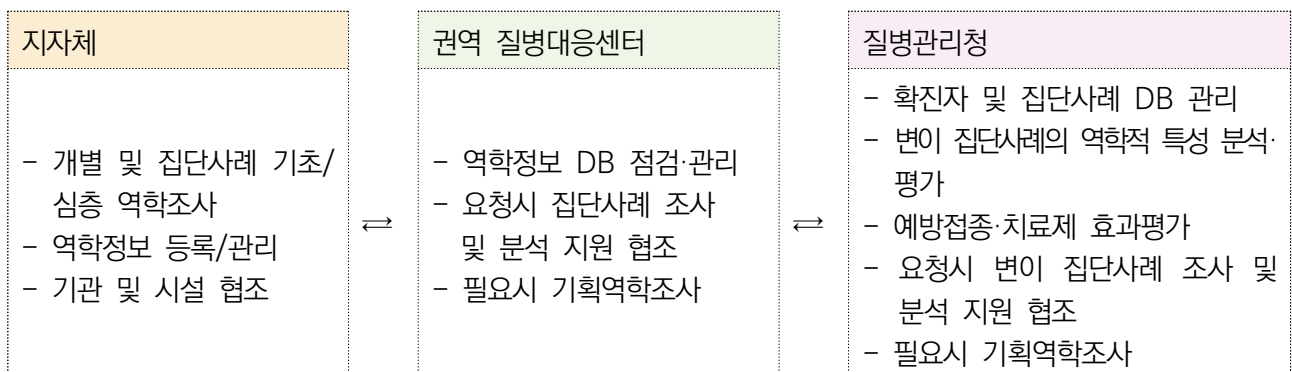 지자체
- 개별 및 집단사례 기초/
심층 역학조사
- 역학정보 등록/관리
- 기관 및 시설 협조
⇄
권역 질병대응센터
- 역학정보 DB 점검·관리
- 요청시 집단사례 조사
및 분석 지원 협조
- 필요시 기획역학조사
⇄
질병관리청
- 확진자 및 집단사례 DB 관리
- 변이 집단사례의 역학적 특성 분석·
평가
- 예방접종·치료제 효과평가
- 요청시 변이 집단사례 조사 및
분석 지원 협조
- 필요시 기획역학조사